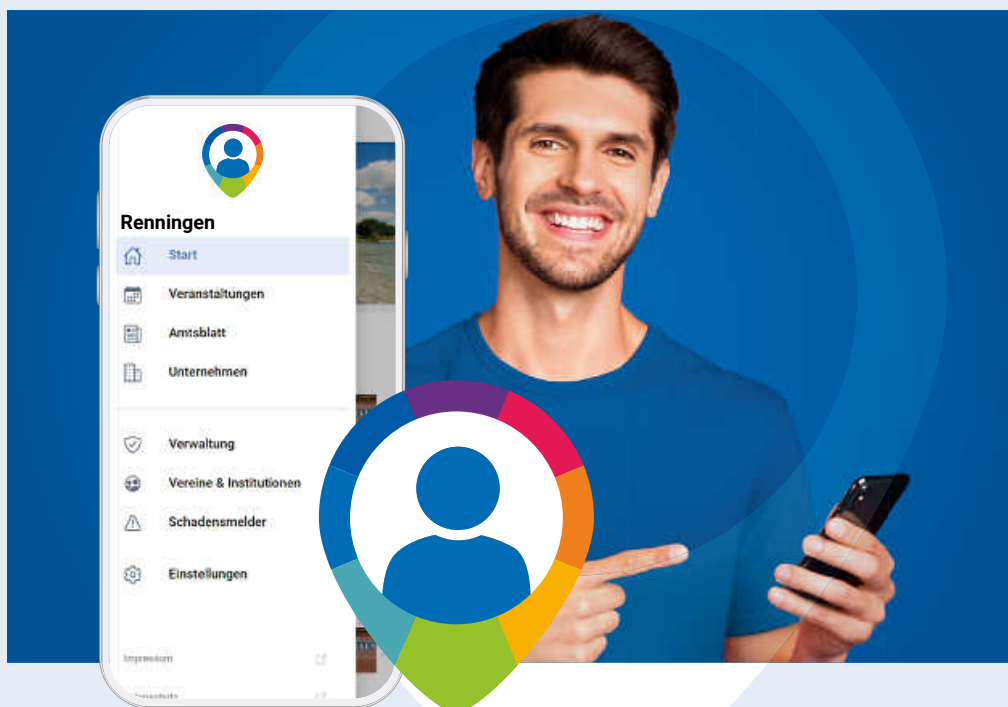 Renningen
Start
Veranstaltungen
Amtsblatt
Unternehmen
Verwaltung
Vereine & Institutionen
Schadensmelder
Einstellungen
Impressum